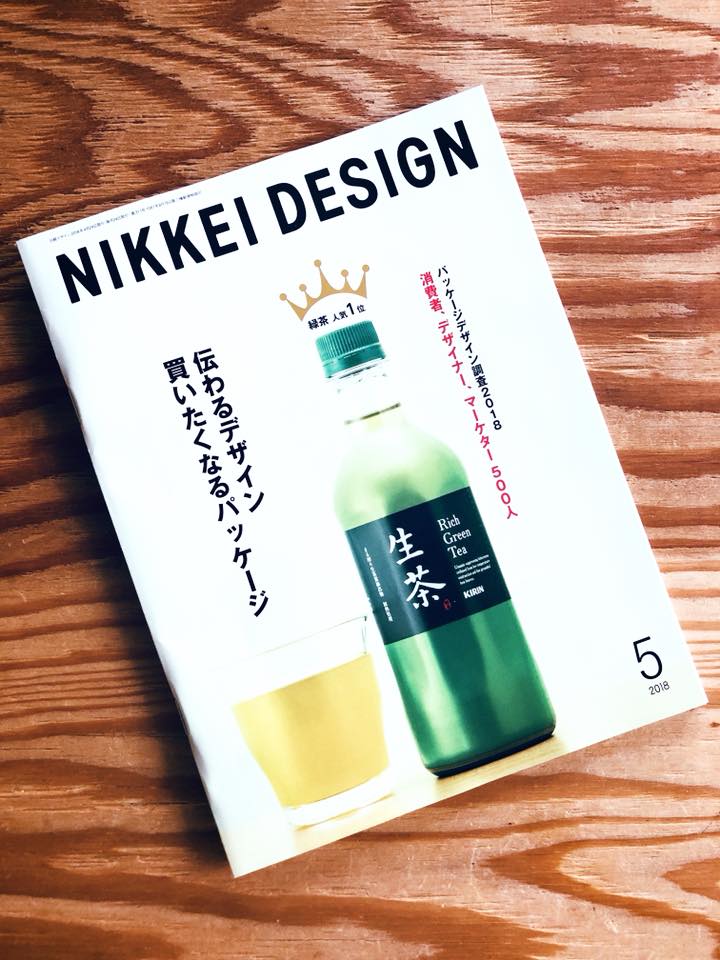 NIKKEI DESIGN
緑茶 人気1位
パッケージデザイン調査2018
消費者、デザイナー、マーケター500人
伝わるデザイン
買いたくなるパッケージ
生茶
Rich
Green
Tea
KIRIN
5
2018